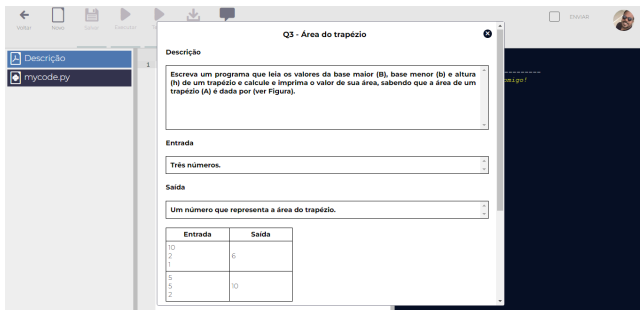 Voltar
Novo
Salvar
Executar
ENVIAR
Descrição
mycode.py
1
omigo!
Q3 - Área do trapézio
Descrição
Escreva um programa que leia os valores da base maior (B), base menor (b) e altura
(h) de um trapézio e calcule e imprima o valor de sua área, sabendo que a área de um
trapézio (A) é dada por (ver Figura).
Entrada
Três números.
Saída
Um número que representa a área do trapézio.
Entrada Saída
10
2 6
1
5
5 10
2